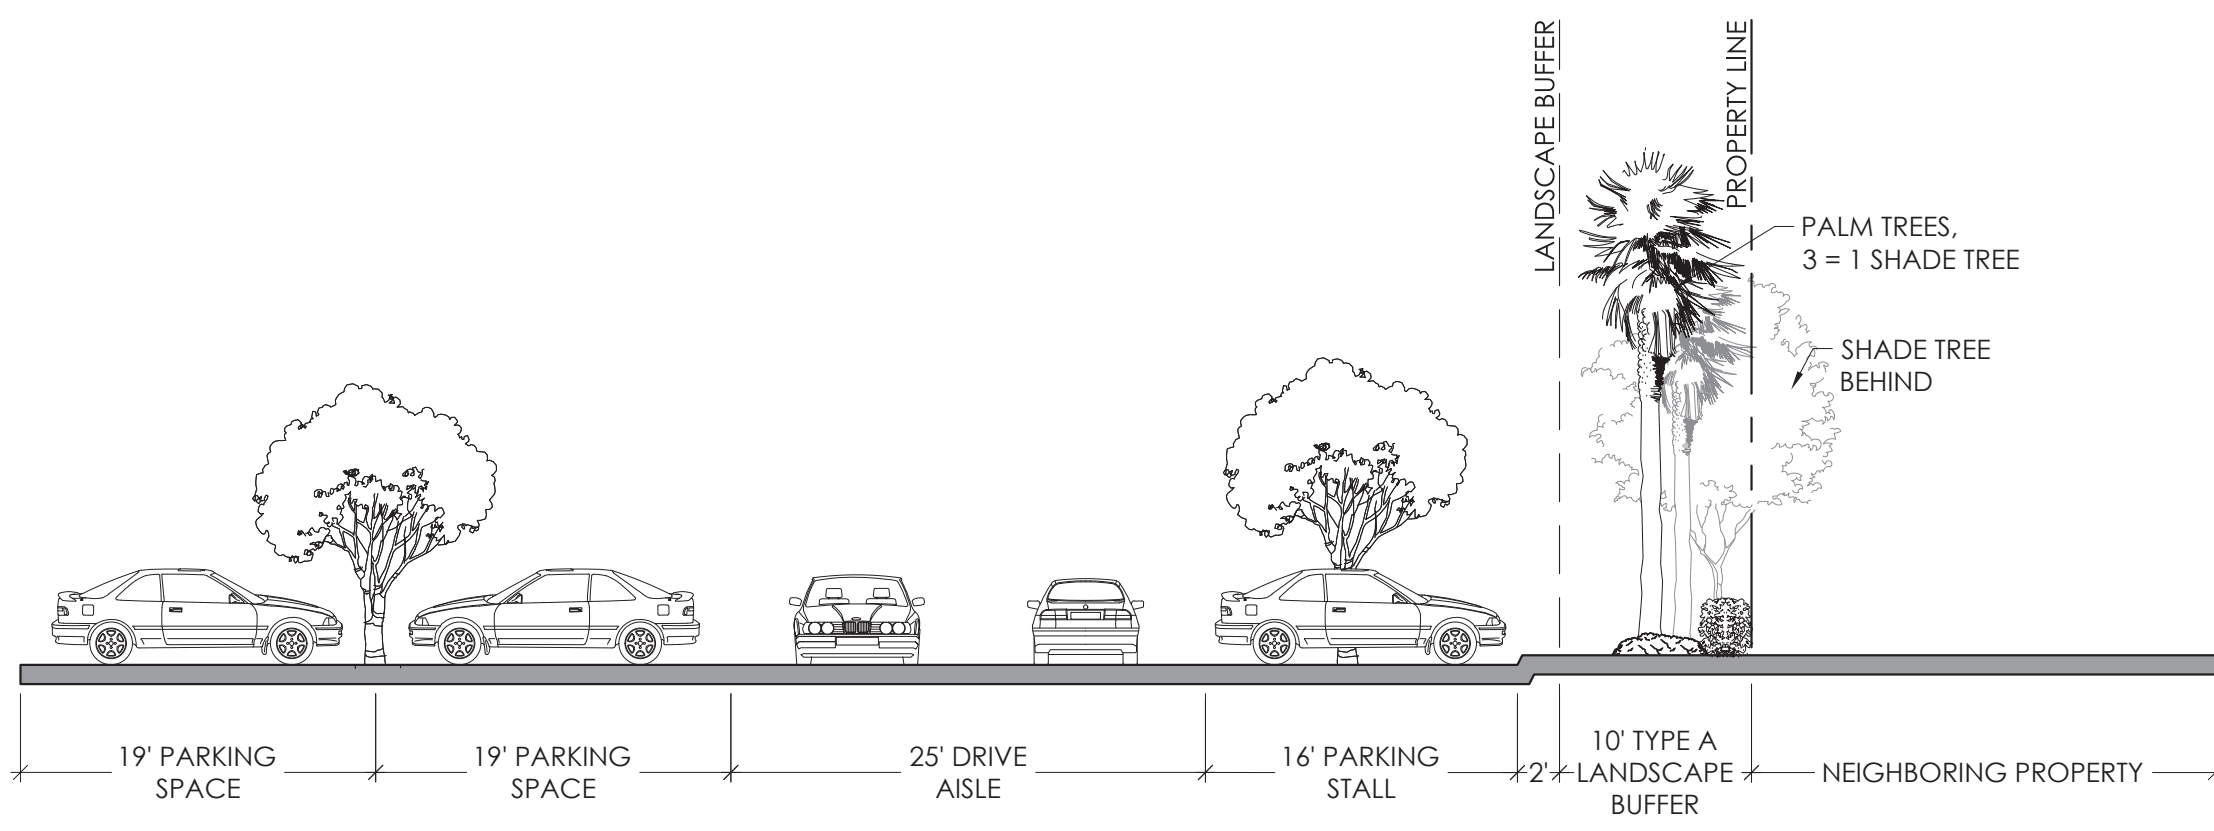 LANDSCAPE BUFFER
PROPERTY LINE
PALM TREES,
3 = 1 SHADE TREE
SHADE TREE
BEHIND
19' PARKING
SPACE
19' PARKING
SPACE
25' DRIVE
AISLE
16' PARKING
STALL
2'
10' TYPE A
LANDSCAPE
BUFFER
NEIGHBORING PROPERTY